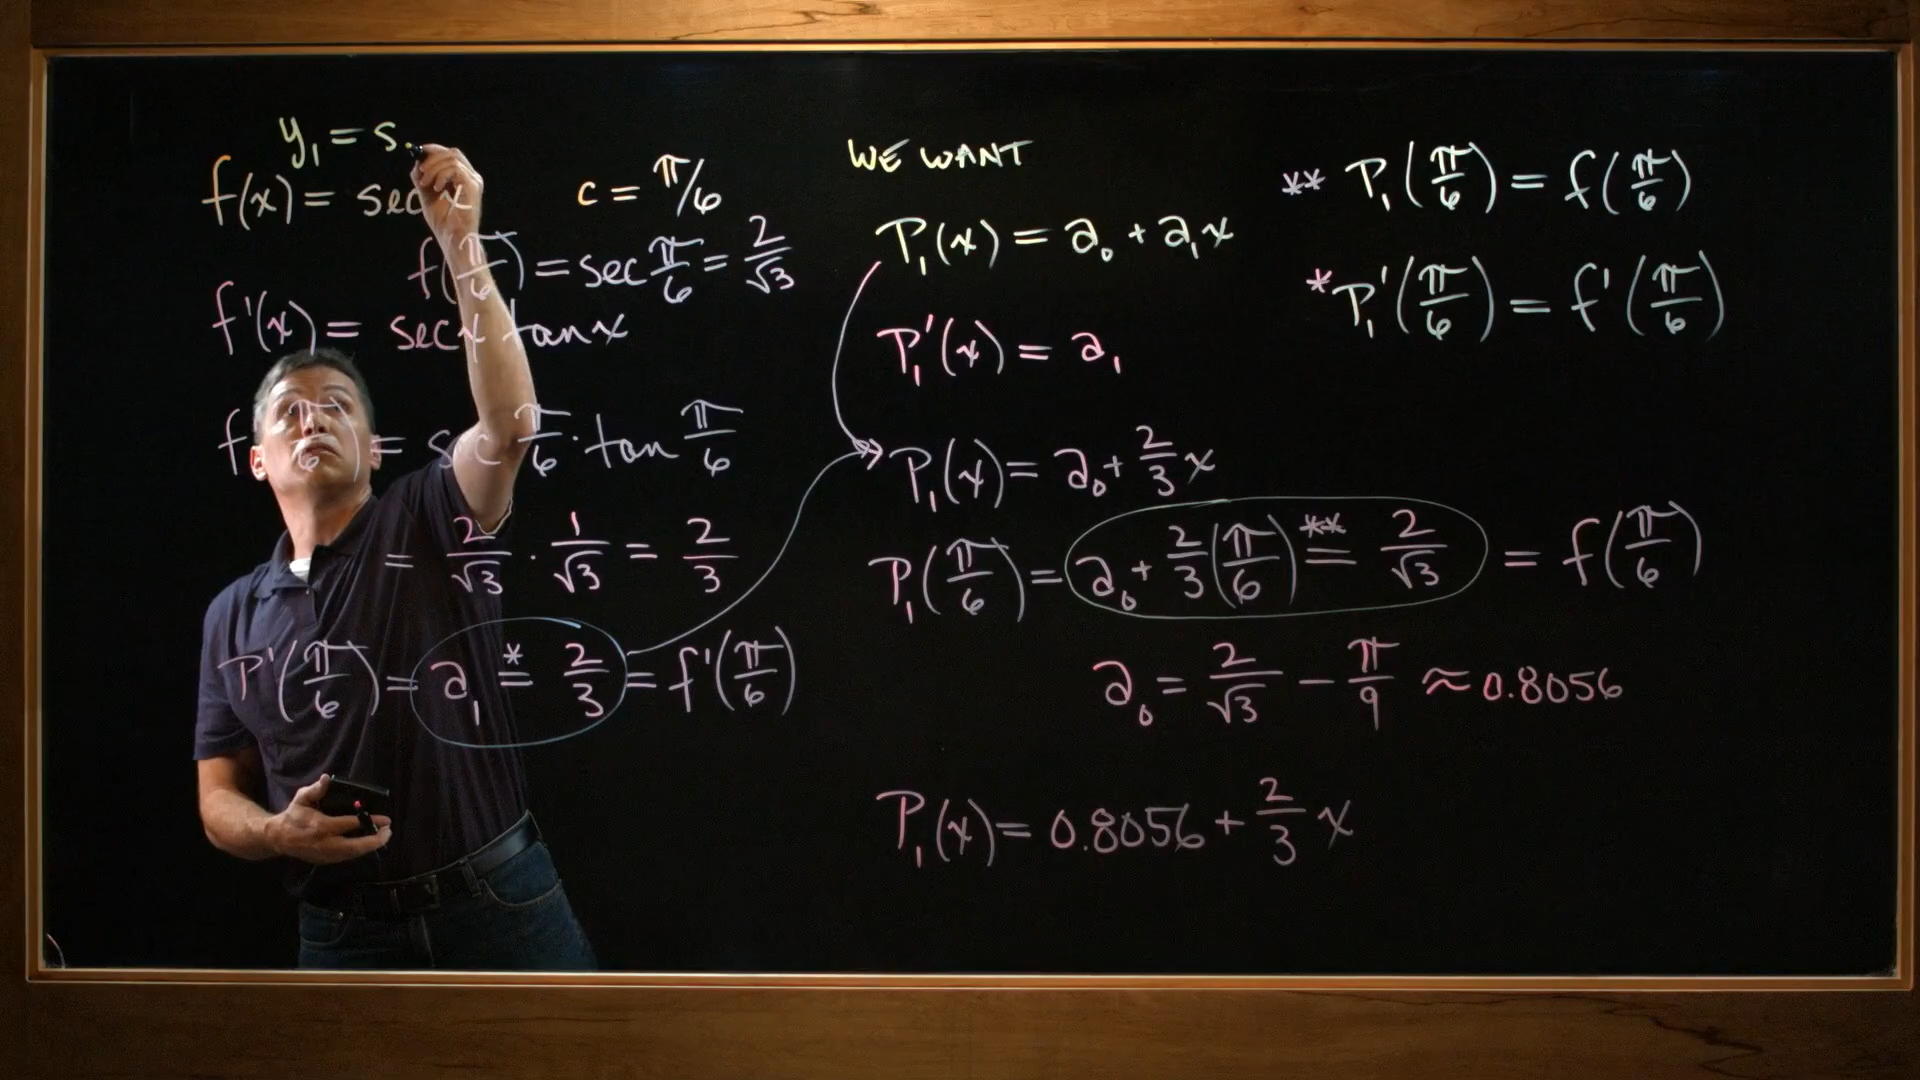 y₁ = s
f(x) = sec x
c = π/6
f(π/6) = sec π/6 = 2/√3
f'(x) = sec x tan x
f'(π/6) = sec π/6 · tan π/6
= 2/√3 · 1/√3 = 2/3
P'(π/6) = a₁ *= 2/3 = f'(π/6)
WE WANT
P₁(x) = a₀ + a₁x
P₁'(x) = a₁
P₁(x) = a₀ + 2/3 x
P₁(π/6) = a₀ + 2/3 (π/6) **= 2/√3 = f(π/6)
a₀ = 2/√3 − π/9 ≈ 0.8056
P₁(x) = 0.8056 + 2/3 x
** P₁(π/6) = f(π/6)
* P₁'(π/6) = f'(π/6)